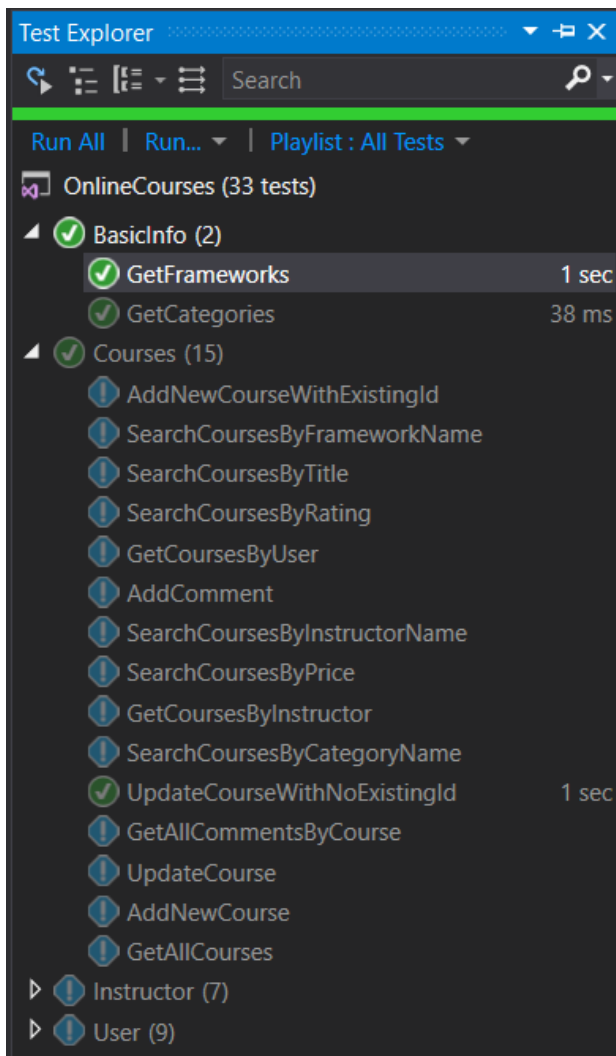 Test Explorer
Search
Run All | Run... | Playlist : All Tests
OnlineCourses (33 tests)
BasicInfo (2)
GetFrameworks 1 sec
GetCategories 38 ms
Courses (15)
AddNewCourseWithExistingId
SearchCoursesByFrameworkName
SearchCoursesByTitle
SearchCoursesByRating
GetCoursesByUser
AddComment
SearchCoursesByInstructorName
SearchCoursesByPrice
GetCoursesByInstructor
SearchCoursesByCategoryName
UpdateCourseWithNoExistingId 1 sec
GetAllCommentsByCourse
UpdateCourse
AddNewCourse
GetAllCourses
Instructor (7)
User (9)